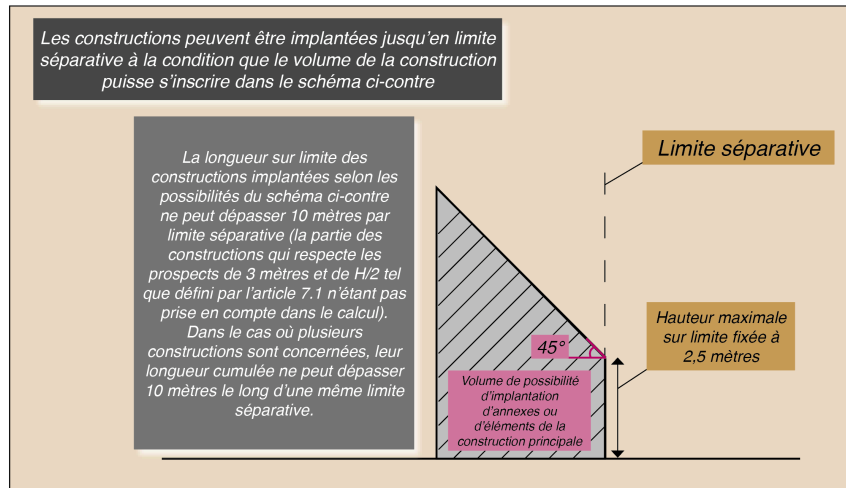 Les constructions peuvent être implantées jusqu'en limite
séparative à la condition que le volume de la construction
puisse s'inscrire dans le schéma ci-contre
La longueur sur limite des
constructions implantées selon les
possibilités du schéma ci-contre
ne peut dépasser 10 mètres par
limite séparative (la partie des
constructions qui respecte les
prospects de 3 mètres et de H/2 tel
que défini par l'article 7.1 n'étant pas
prise en compte dans le calcul).
Dans le cas où plusieurs
constructions sont concernées, leur
longueur cumulée ne peut dépasser
10 mètres le long d'une même limite
séparative.
Limite séparative
45°
Hauteur maximale
sur limite fixée à
2,5 mètres
Volume de possibilité
d'implantation
d'annexes ou
d'éléments de la
construction principale